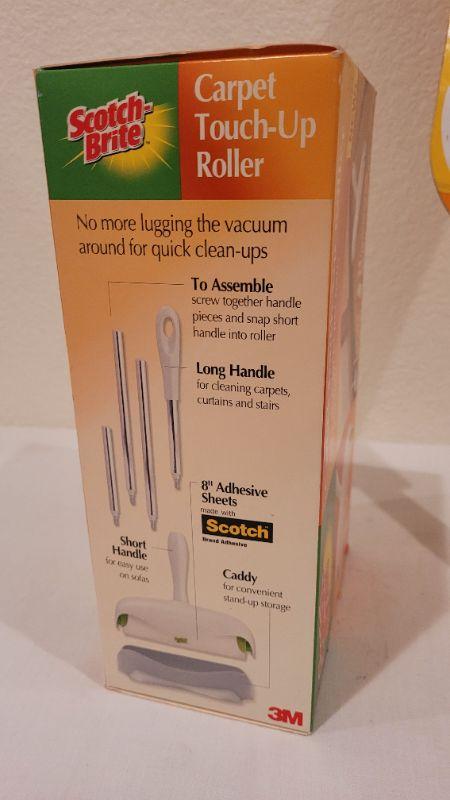 Scotch-
Brite™
Carpet
Touch-Up
Roller
No more lugging the vacuum
around for quick clean-ups
To Assemble
screw together handle
pieces and snap short
handle into roller
Long Handle
for cleaning carpets,
curtains and stairs
8" Adhesive
Sheets
made with
Scotch
Brand Adhesive
Short
Handle
for easy use
on sofas
Caddy
for convenient
stand-up storage
3M